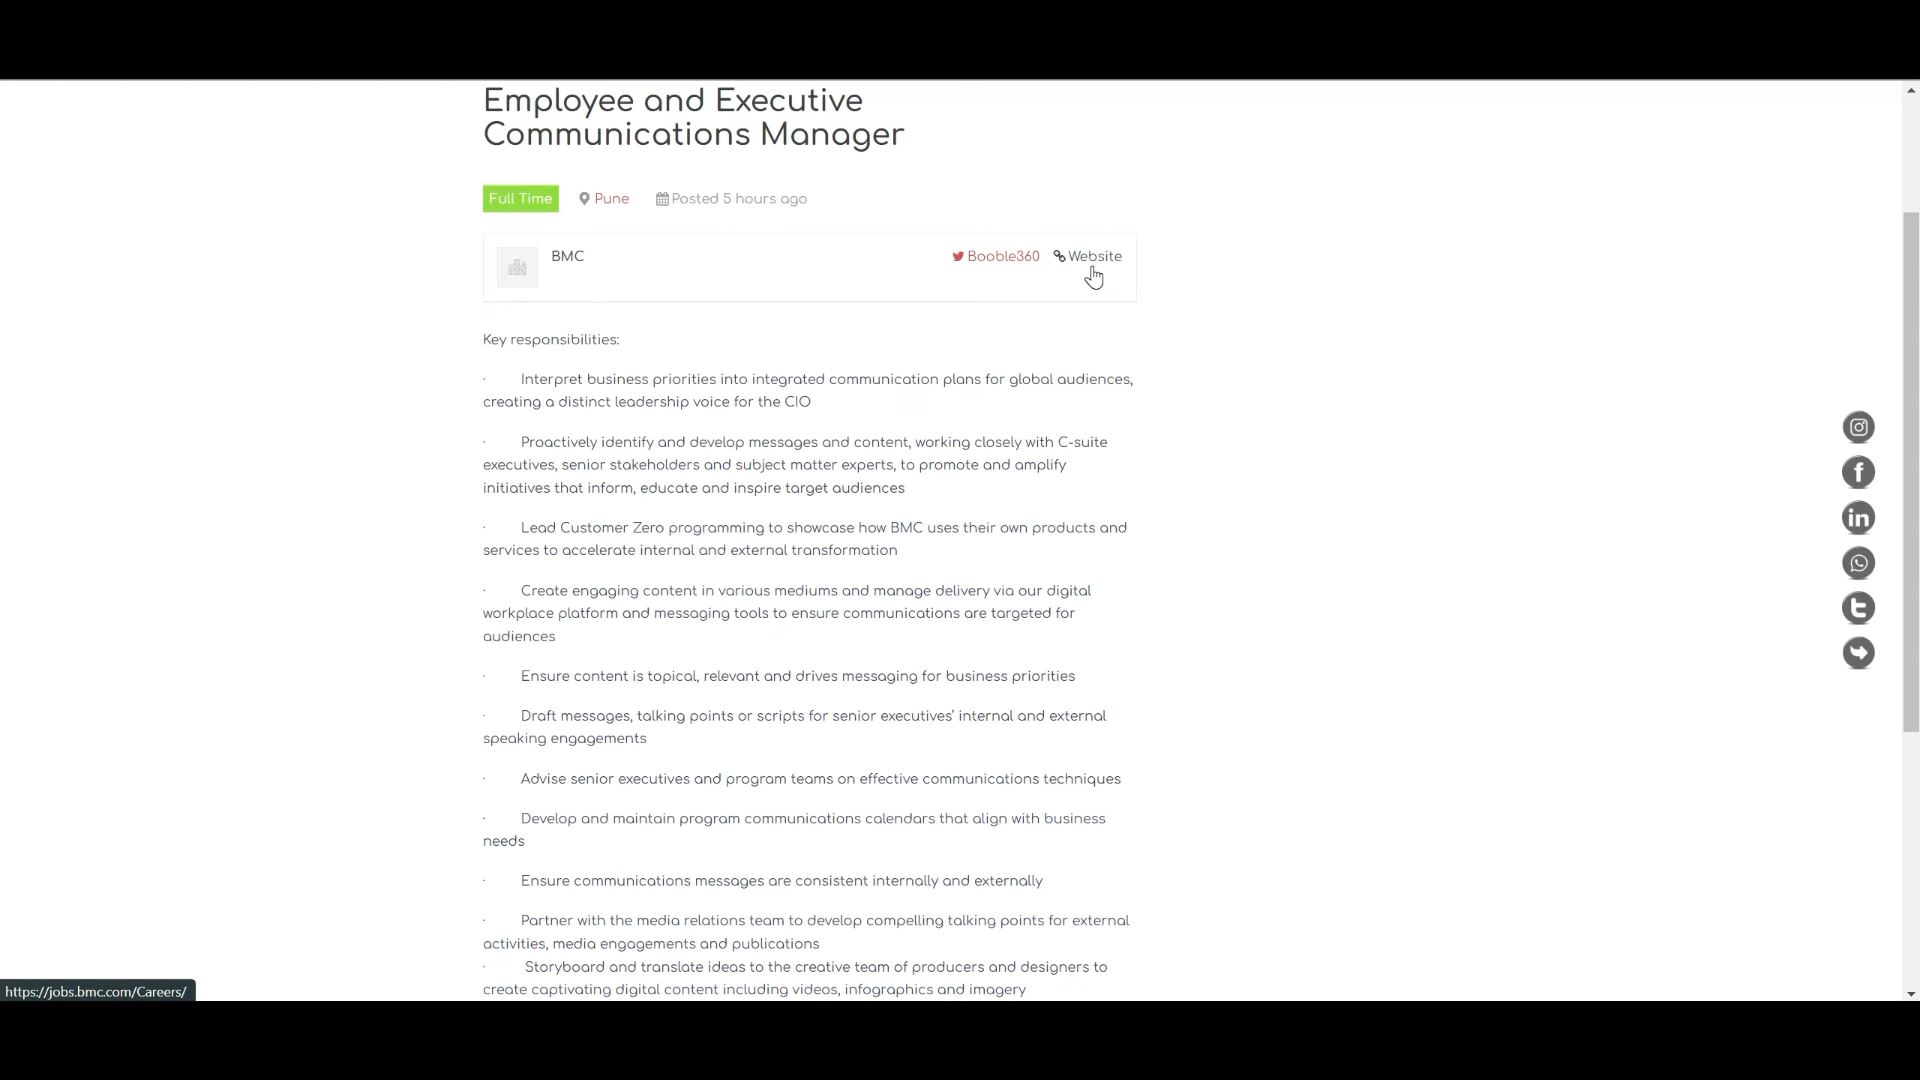 Employee and Executive
Communications Manager
Full Time Pune Posted 5 hours ago
BMC Booble360 Website
Key responsibilities:
· Interpret business priorities into integrated communication plans for global audiences,
creating a distinct leadership voice for the CIO
· Proactively identify and develop messages and content, working closely with C-suite
executives, senior stakeholders and subject matter experts, to promote and amplify
initiatives that inform, educate and inspire target audiences
· Lead Customer Zero programming to showcase how BMC uses their own products and
services to accelerate internal and external transformation
· Create engaging content in various mediums and manage delivery via our digital
workplace platform and messaging tools to ensure communications are targeted for
audiences
· Ensure content is topical, relevant and drives messaging for business priorities
· Draft messages, talking points or scripts for senior executives’ internal and external
speaking engagements
· Advise senior executives and program teams on effective communications techniques
· Develop and maintain program communications calendars that align with business
needs
· Ensure communications messages are consistent internally and externally
· Partner with the media relations team to develop compelling talking points for external
activities, media engagements and publications
· Storyboard and translate ideas to the creative team of producers and designers to
create captivating digital content including videos, infographics and imagery
https://jobs.bmc.com/Careers/